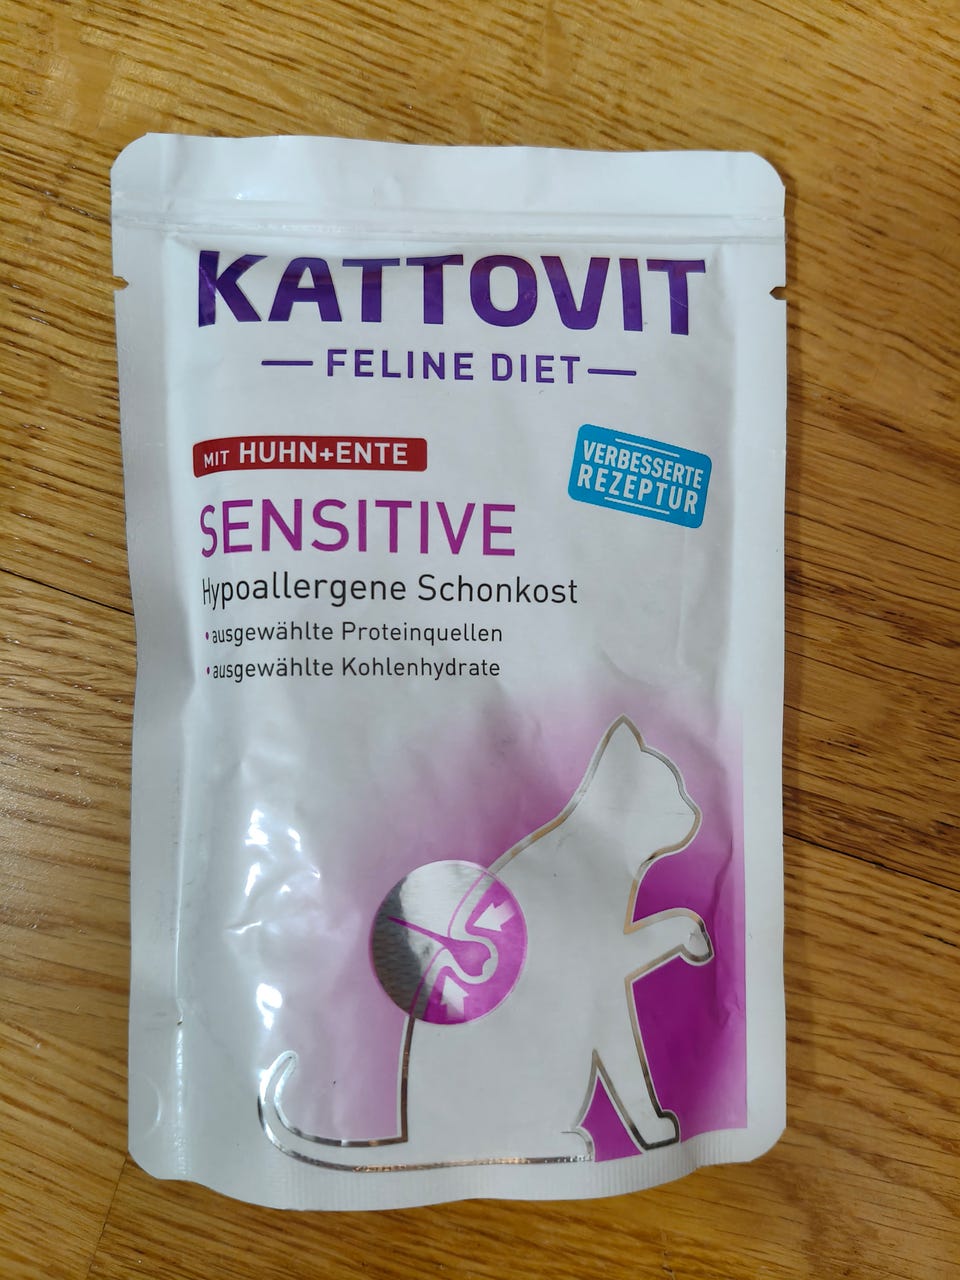 KATTOVIT
FELINE DIET
MIT HUHN+ENTE
VERBESSERTE
REZEPTUR
SENSITIVE
Hypoallergene Schonkost
• ausgewählte Proteinquellen
• ausgewählte Kohlenhydrate